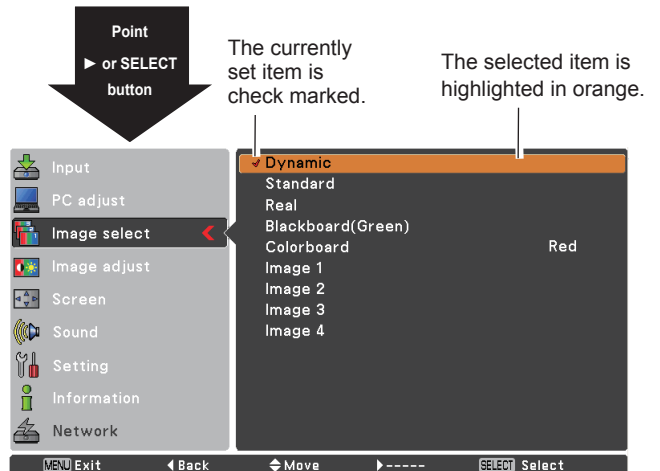 Point
► or SELECT
button
The currently
set item is
check marked.
The selected item is
highlighted in orange.
Input
PC adjust
Image select
Image adjust
Screen
Sound
Setting
Information
Network
Dynamic
Standard
Real
Blackboard(Green)
Colorboard Red
Image 1
Image 2
Image 3
Image 4
MENU Exit ◄Back Move ►----- SELECT Select